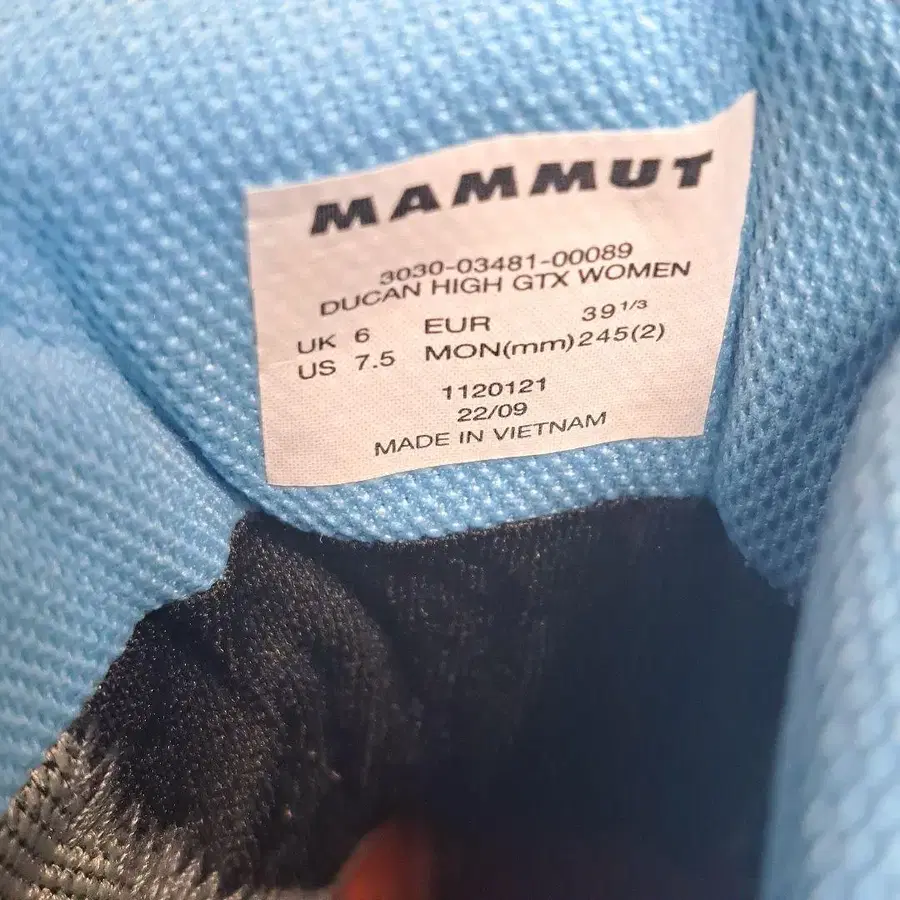 MAMMUT
3030-03481-00089
DUCAN HIGH GTX WOMEN
UK 6 EUR 39 1/3
US 7.5 MON(mm) 245(2)
1120121
22/09
MADE IN VIETNAM